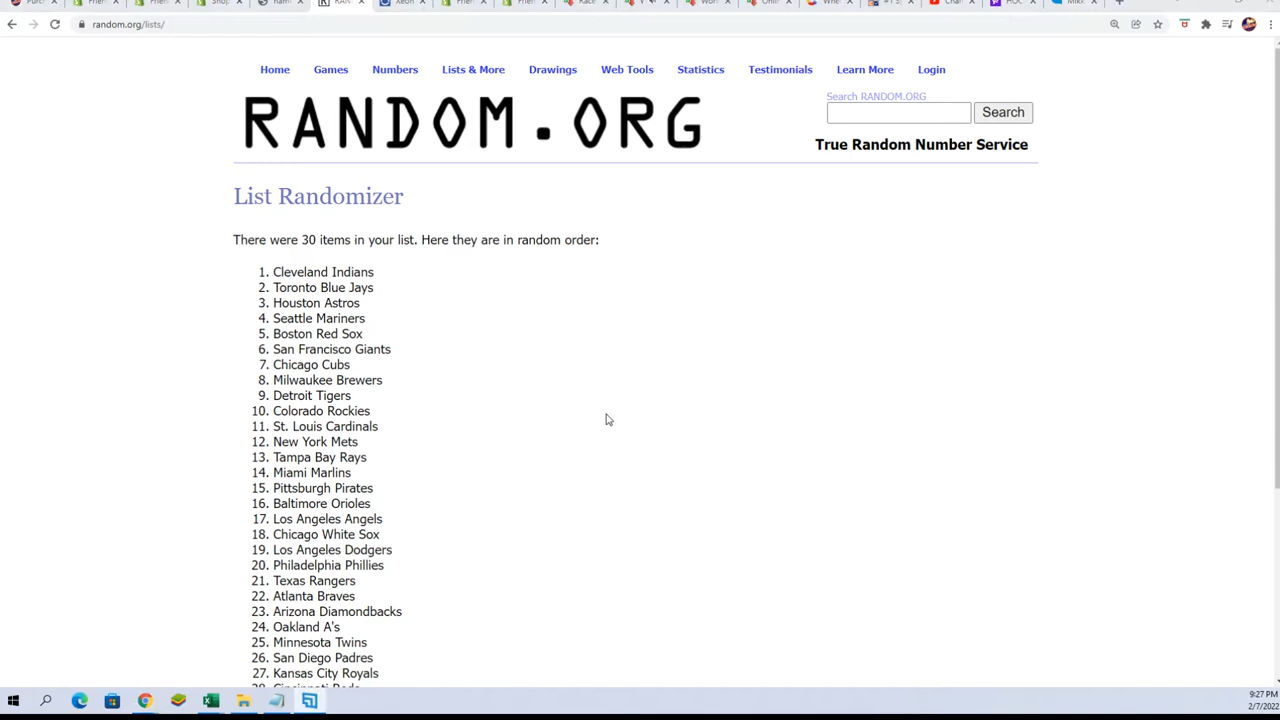 random.org/lists/
Home Games Numbers Lists & More Drawings Web Tools Statistics Testimonials Learn More Login
RANDOM.ORG
Search RANDOM.ORG
Search
True Random Number Service
List Randomizer
There were 30 items in your list. Here they are in random order:
1. Cleveland Indians
2. Toronto Blue Jays
3. Houston Astros
4. Seattle Mariners
5. Boston Red Sox
6. San Francisco Giants
7. Chicago Cubs
8. Milwaukee Brewers
9. Detroit Tigers
10. Colorado Rockies
11. St. Louis Cardinals
12. New York Mets
13. Tampa Bay Rays
14. Miami Marlins
15. Pittsburgh Pirates
16. Baltimore Orioles
17. Los Angeles Angels
18. Chicago White Sox
19. Los Angeles Dodgers
20. Philadelphia Phillies
21. Texas Rangers
22. Atlanta Braves
23. Arizona Diamondbacks
24. Oakland A's
25. Minnesota Twins
26. San Diego Padres
27. Kansas City Royals
28. Cincinnati Reds
9:27 PM
2/7/2022